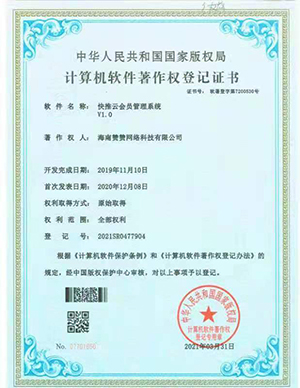 中华人民共和国国家版权局
计算机软件著作权登记证书
证书号： 软著登字第7200530号
软件名称： 快推云会员管理系统
V1.0
著作权人： 海南赞赞网络科技有限公司
开发完成日期： 2019年11月10日
首次发表日期： 2020年12月08日
权利取得方式： 原始取得
权利范围： 全部权利
登记号： 2021SR0477904
根据《计算机软件保护条例》和《计算机软件著作权登记办法》的
规定，经中国版权保护中心审核，对以上事项予以登记。
中华人民共和国国家版权局
计算机软件著作权
登记专用章
2021年03月31日